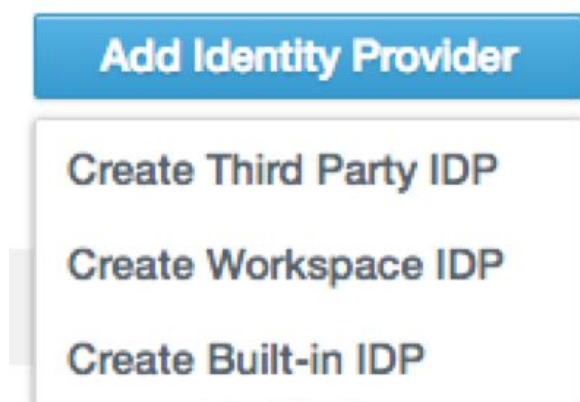 Add Identity Provider
Create Third Party IDP
Create Workspace IDP
Create Built-in IDP